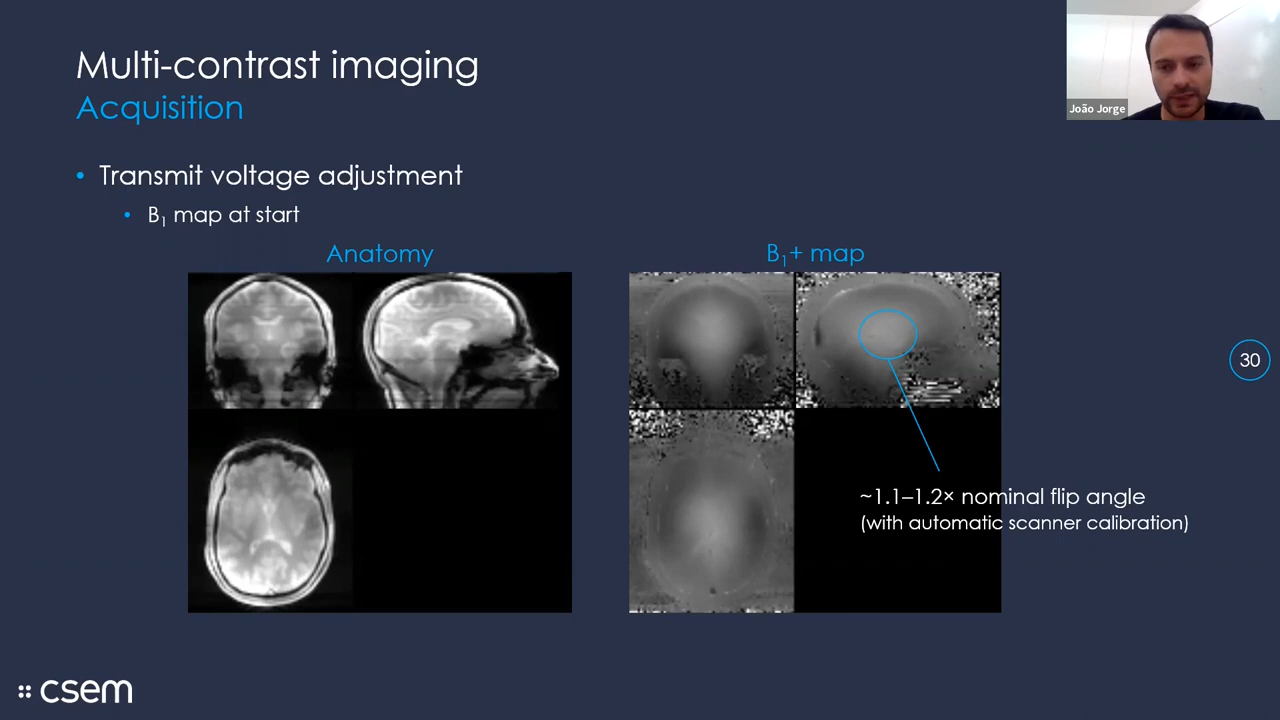 Multi-contrast imaging
Acquisition
João Jorge
• Transmit voltage adjustment
• B₁ map at start
Anatomy
B₁+ map
30
~1.1–1.2× nominal flip angle
(with automatic scanner calibration)
csem